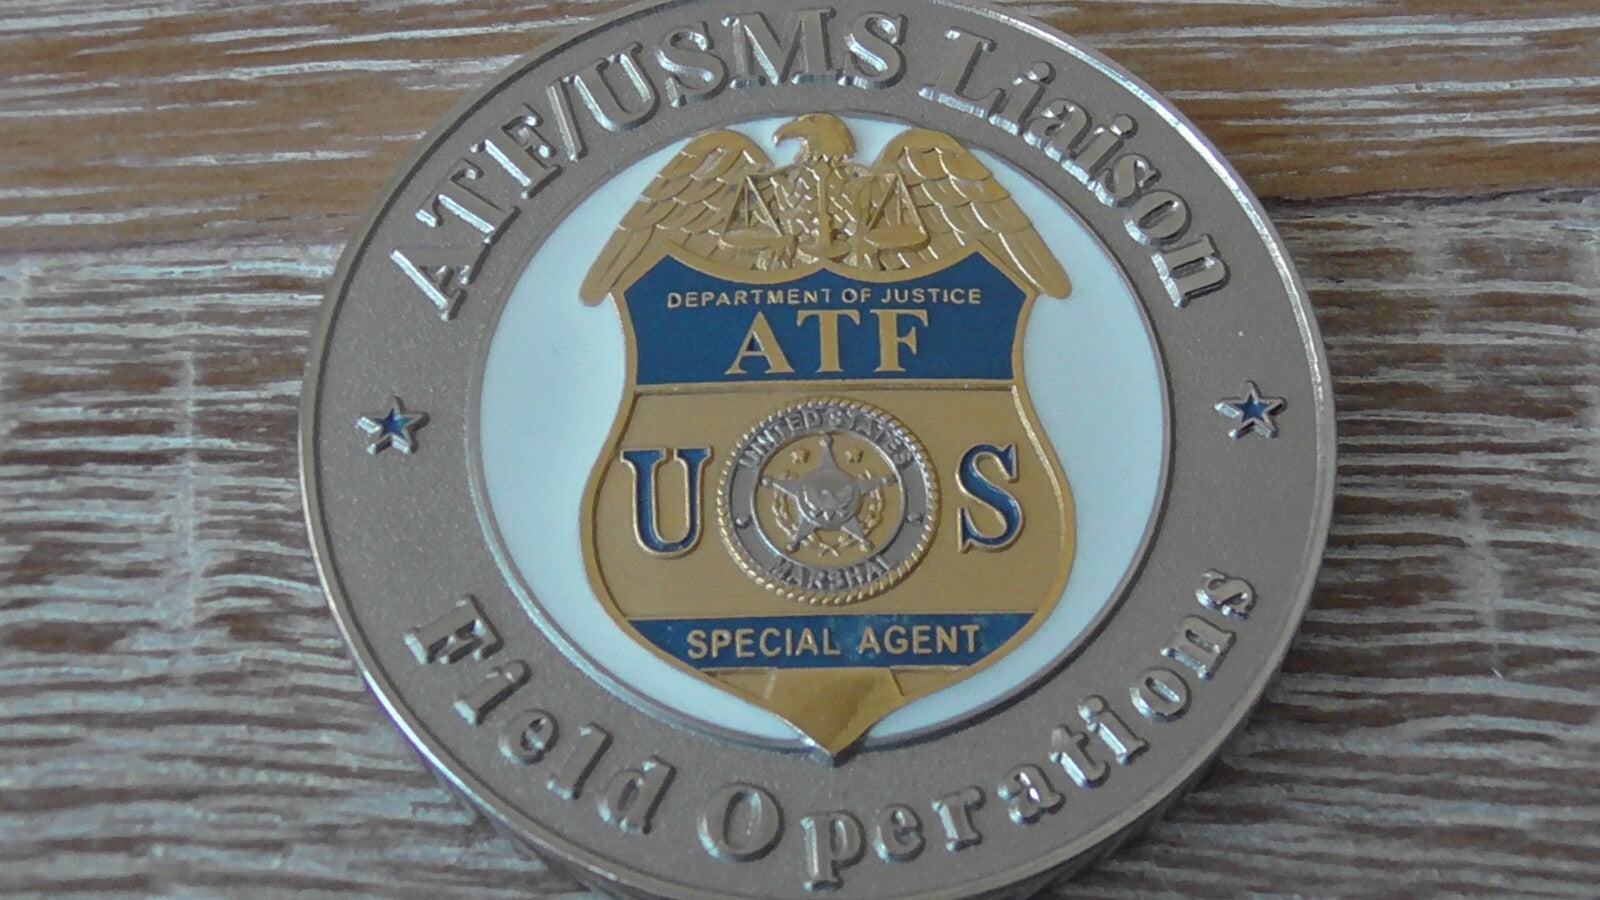 ATF/USMS Liaison
DEPARTMENT OF JUSTICE
ATF
U S
UNITED STATES
MARSHAL
SPECIAL AGENT
Field Operations